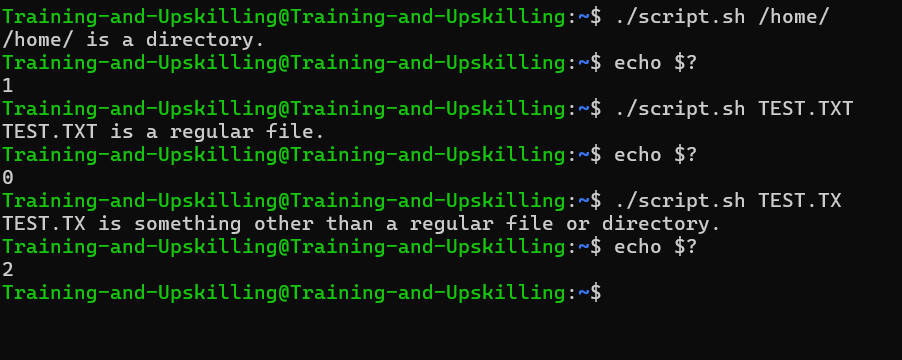 Training-and-Upskilling@Training-and-Upskilling:~$ ./script.sh /home/
/home/ is a directory.
Training-and-Upskilling@Training-and-Upskilling:~$ echo $?
1
Training-and-Upskilling@Training-and-Upskilling:~$ ./script.sh TEST.TXT
TEST.TXT is a regular file.
Training-and-Upskilling@Training-and-Upskilling:~$ echo $?
0
Training-and-Upskilling@Training-and-Upskilling:~$ ./script.sh TEST.TX
TEST.TX is something other than a regular file or directory.
Training-and-Upskilling@Training-and-Upskilling:~$ echo $?
2
Training-and-Upskilling@Training-and-Upskilling:~$